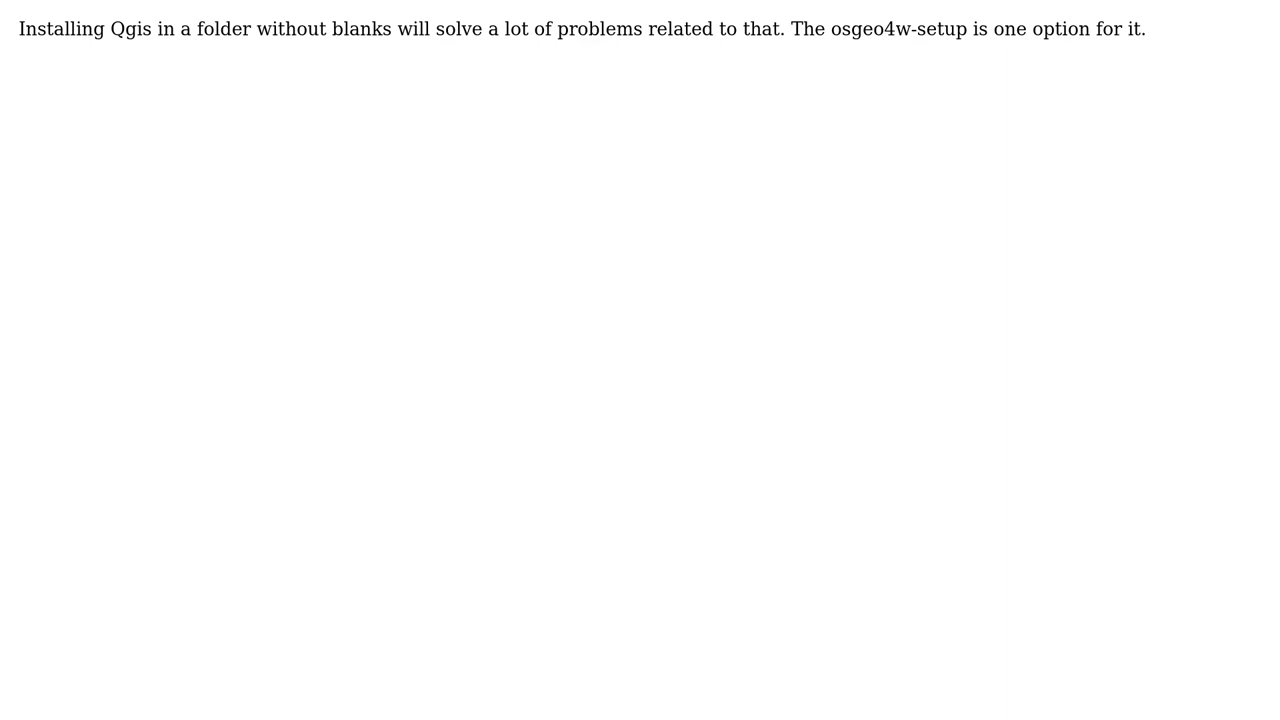 Installing Qgis in a folder without blanks will solve a lot of problems related to that. The osgeo4w-setup is one option for it.